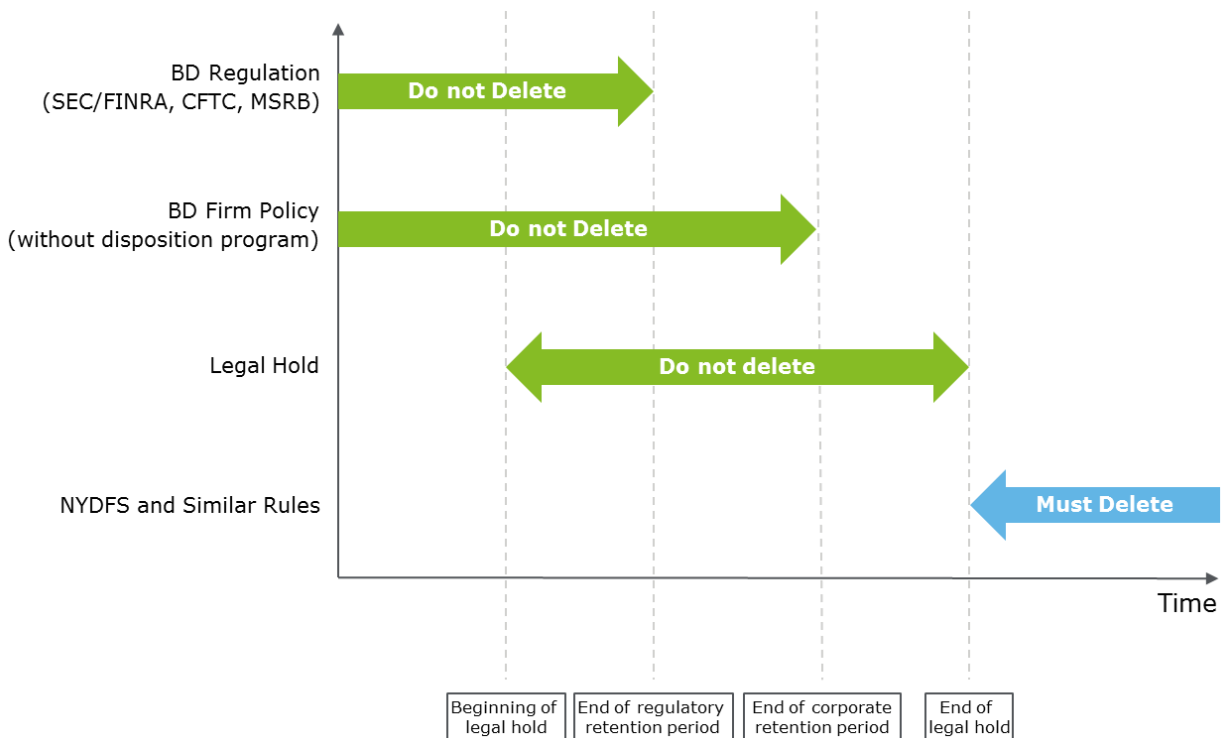 BD Regulation
(SEC/FINRA, CFTC, MSRB)
Do not Delete
BD Firm Policy
(without disposition program)
Do not Delete
Legal Hold
Do not delete
NYDFS and Similar Rules
Must Delete
Time
Beginning of
legal hold
End of regulatory
retention period
End of corporate
retention period
End of
legal hold